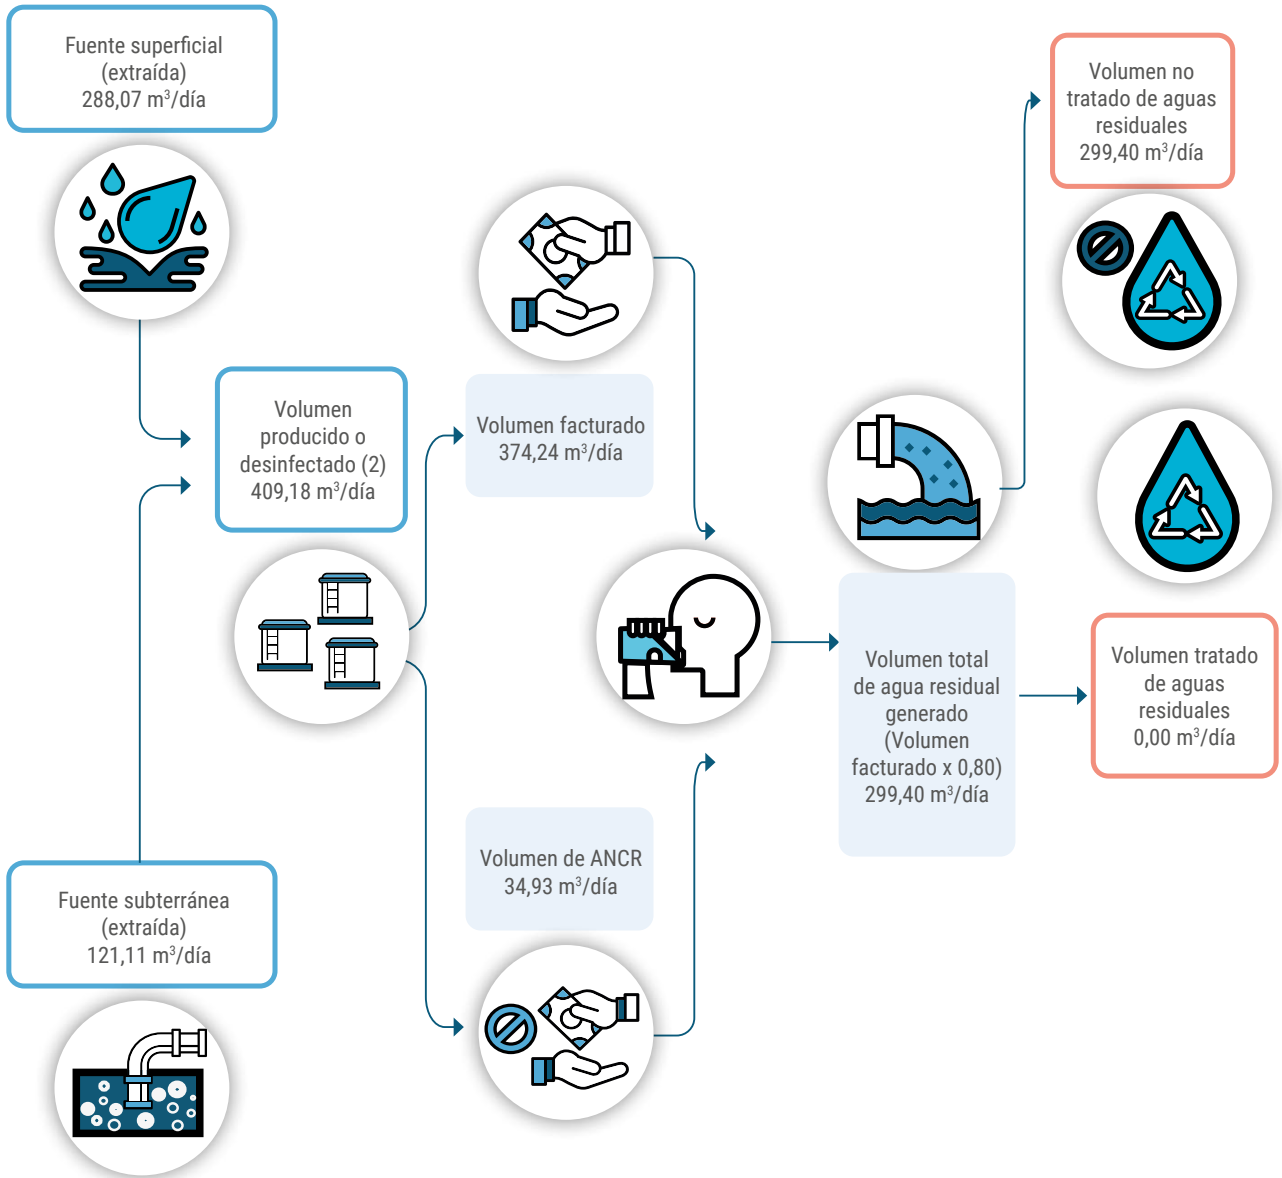 Fuente superficial
(extraída)
288,07 m³/día
Volumen no
tratado de aguas
residuales
299,40 m³/día
Volumen
producido o
desinfectado (2)
409,18 m³/día
Volumen facturado
374,24 m³/día
Volumen total
de agua residual
generado
(Volumen
facturado x 0,80)
299,40 m³/día
Volumen tratado
de aguas
residuales
0,00 m³/día
Volumen de ANCR
34,93 m³/día
Fuente subterránea
(extraída)
121,11 m³/día